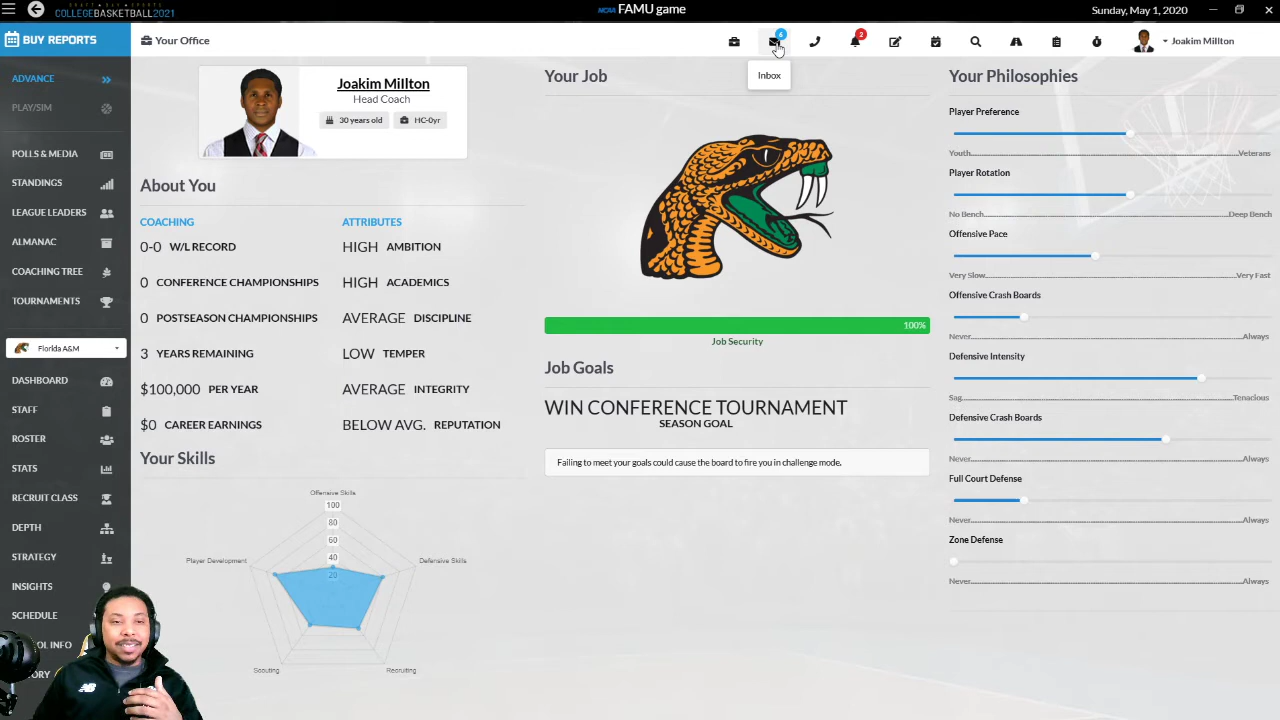 DRAFT DAY SPORTS
COLLEGEBASKETBALL2021
NCAA FAMU game
Sunday, May 1, 2020
BUY REPORTS
Your Office
6
2
Joakim Millton
Inbox
ADVANCE
PLAY/SIM
POLLS & MEDIA
STANDINGS
LEAGUE LEADERS
ALMANAC
COACHING TREE
TOURNAMENTS
Florida A&M
DASHBOARD
STAFF
ROSTER
STATS
RECRUIT CLASS
DEPTH
STRATEGY
INSIGHTS
SCHEDULE
Joakim Millton
Head Coach
30 years old
HC-0yr
About You
COACHING
ATTRIBUTES
0-0 W/L RECORD
HIGH AMBITION
0 CONFERENCE CHAMPIONSHIPS
HIGH ACADEMICS
0 POSTSEASON CHAMPIONSHIPS
AVERAGE DISCIPLINE
3 YEARS REMAINING
LOW TEMPER
$100,000 PER YEAR
AVERAGE INTEGRITY
$0 CAREER EARNINGS
BELOW AVG. REPUTATION
Your Skills
Offensive Skills
100
80
60
40
20
Player Development
Defensive Skills
Scouting
Recruiting
Your Job
100%
Job Security
Job Goals
WIN CONFERENCE TOURNAMENT
SEASON GOAL
Failing to meet your goals could cause the board to fire you in challenge mode.
Your Philosophies
Player Preference
Youth
Veterans
Player Rotation
No Bench
Deep Bench
Offensive Pace
Very Slow
Very Fast
Offensive Crash Boards
Never
Always
Defensive Intensity
Sag
Tenacious
Defensive Crash Boards
Never
Always
Full Court Defense
Never
Always
Zone Defense
Never
Always